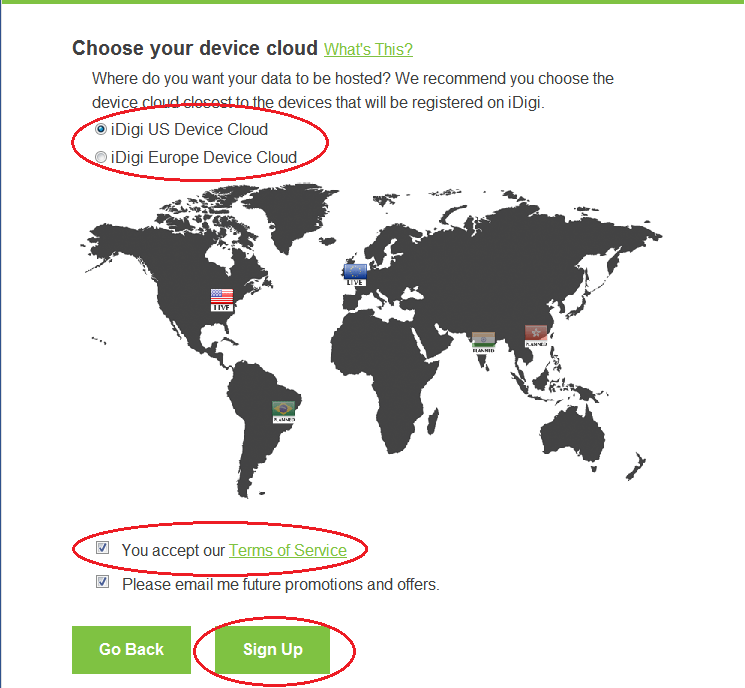 Choose your device cloud What's This?
Where do you want your data to be hosted? We recommend you choose the
device cloud closest to the devices that will be registered on iDigi.
iDigi US Device Cloud
iDigi Europe Device Cloud
LIVE
LIVE
PLANNED
PLANNED
PLANNED
You accept our Terms of Service
Please email me future promotions and offers.
Go Back Sign Up